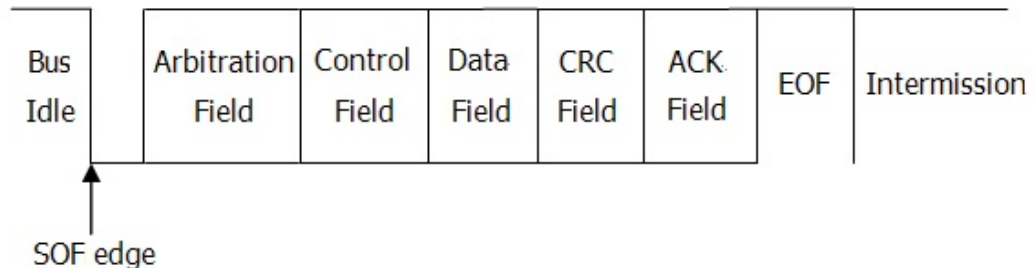 Bus Idle
Arbitration Field
Control Field
Data Field
CRC Field
ACK Field
EOF
Intermission
SOF edge